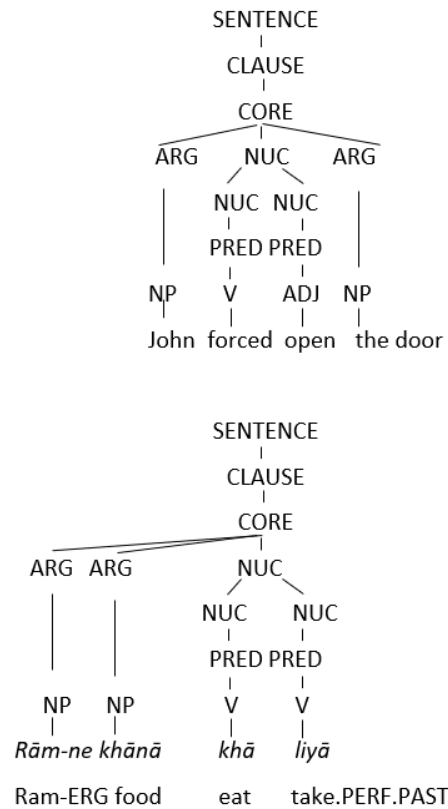 SENTENCE
CLAUSE
CORE
ARG NUC ARG
NUC NUC
PRED PRED
NP V ADJ NP
John forced open the door
SENTENCE
CLAUSE
CORE
ARG ARG NUC
NUC NUC
PRED PRED
NP NP V V
Rām-ne khānā khā liyā
Ram-ERG food eat take.PERF.PAST